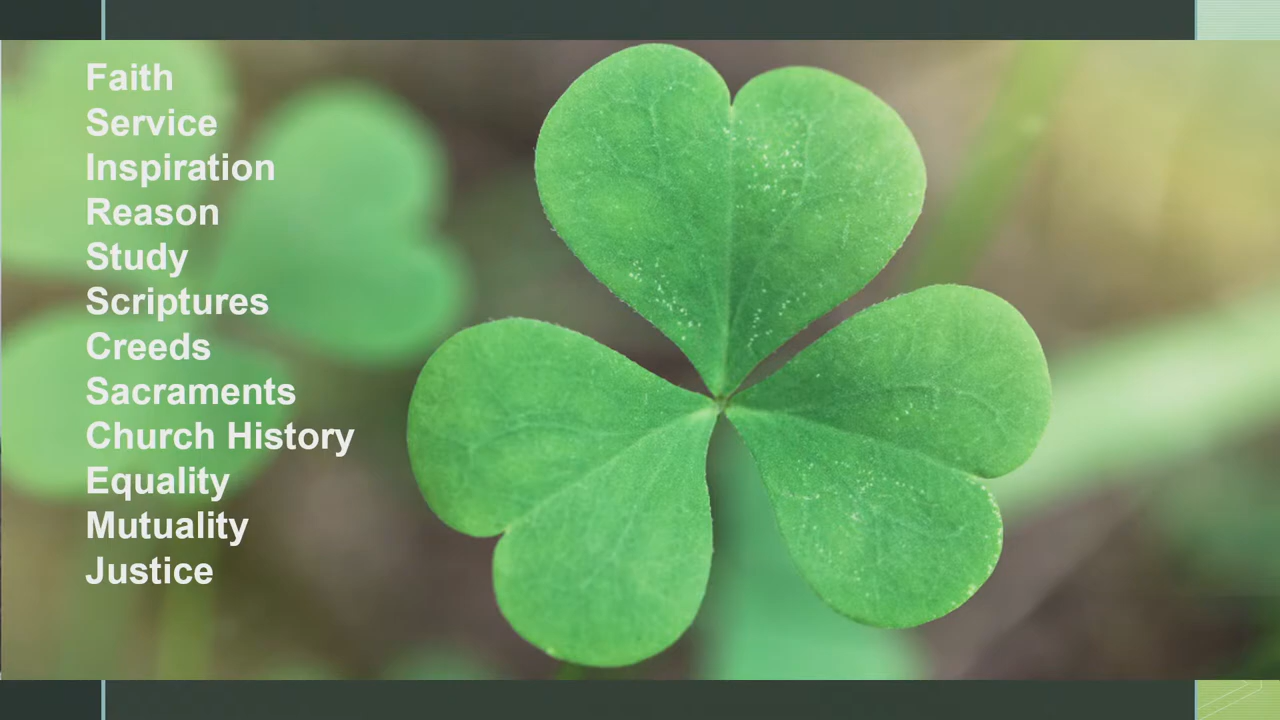 Faith
Service
Inspiration
Reason
Study
Scriptures
Creeds
Sacraments
Church History
Equality
Mutuality
Justice